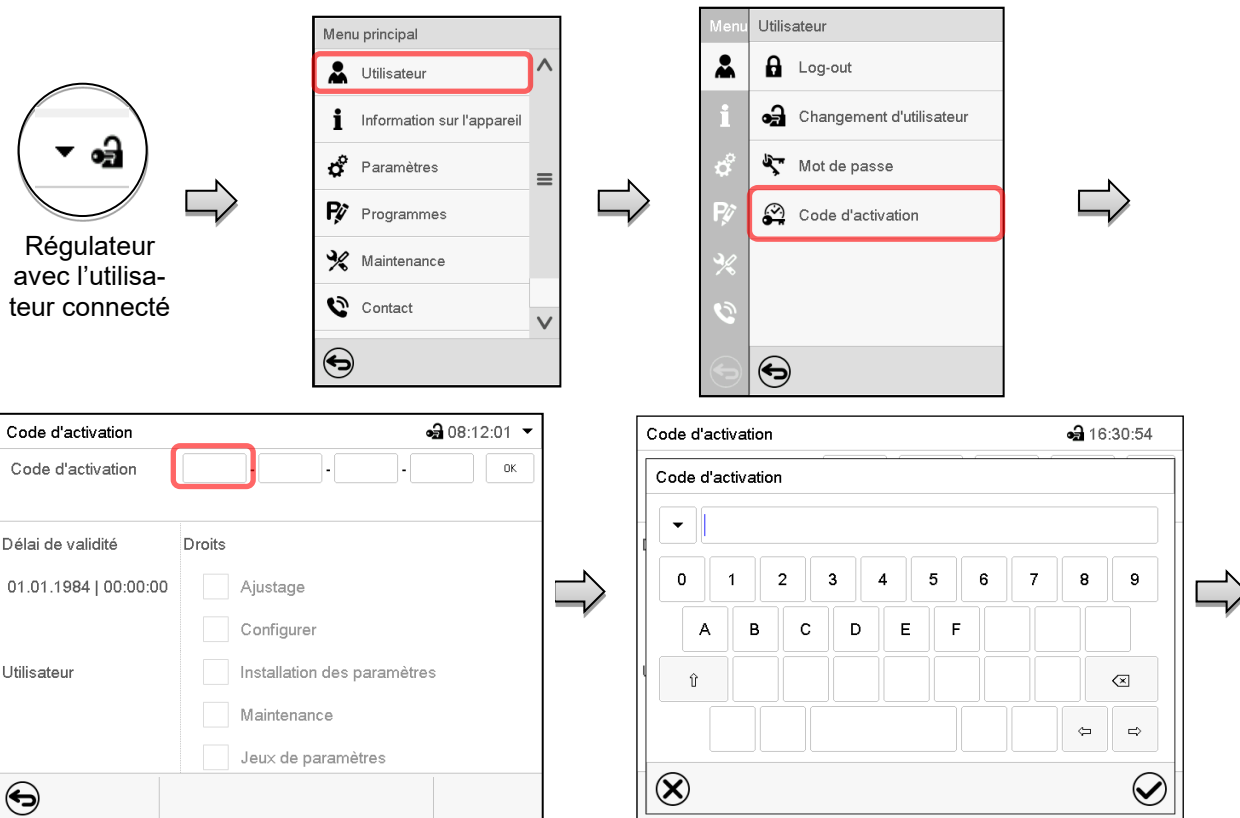 Régulateur
avec l'utilisa-
teur connecté
Menu principal
Utilisateur
Information sur l'appareil
Paramètres
Programmes
Maintenance
Contact
Menu Utilisateur
Log-out
Changement d'utilisateur
Mot de passe
Code d'activation
Code d'activation 08:12:01
Code d'activation - - - OK
Délai de validité Droits
01.01.1984 | 00:00:00 Ajustage
Configurer
Utilisateur Installation des paramètres
Maintenance
Jeux de paramètres
Code d'activation 16:30:54
Code d'activation
0 1 2 3 4 5 6 7 8 9
A B C D E F